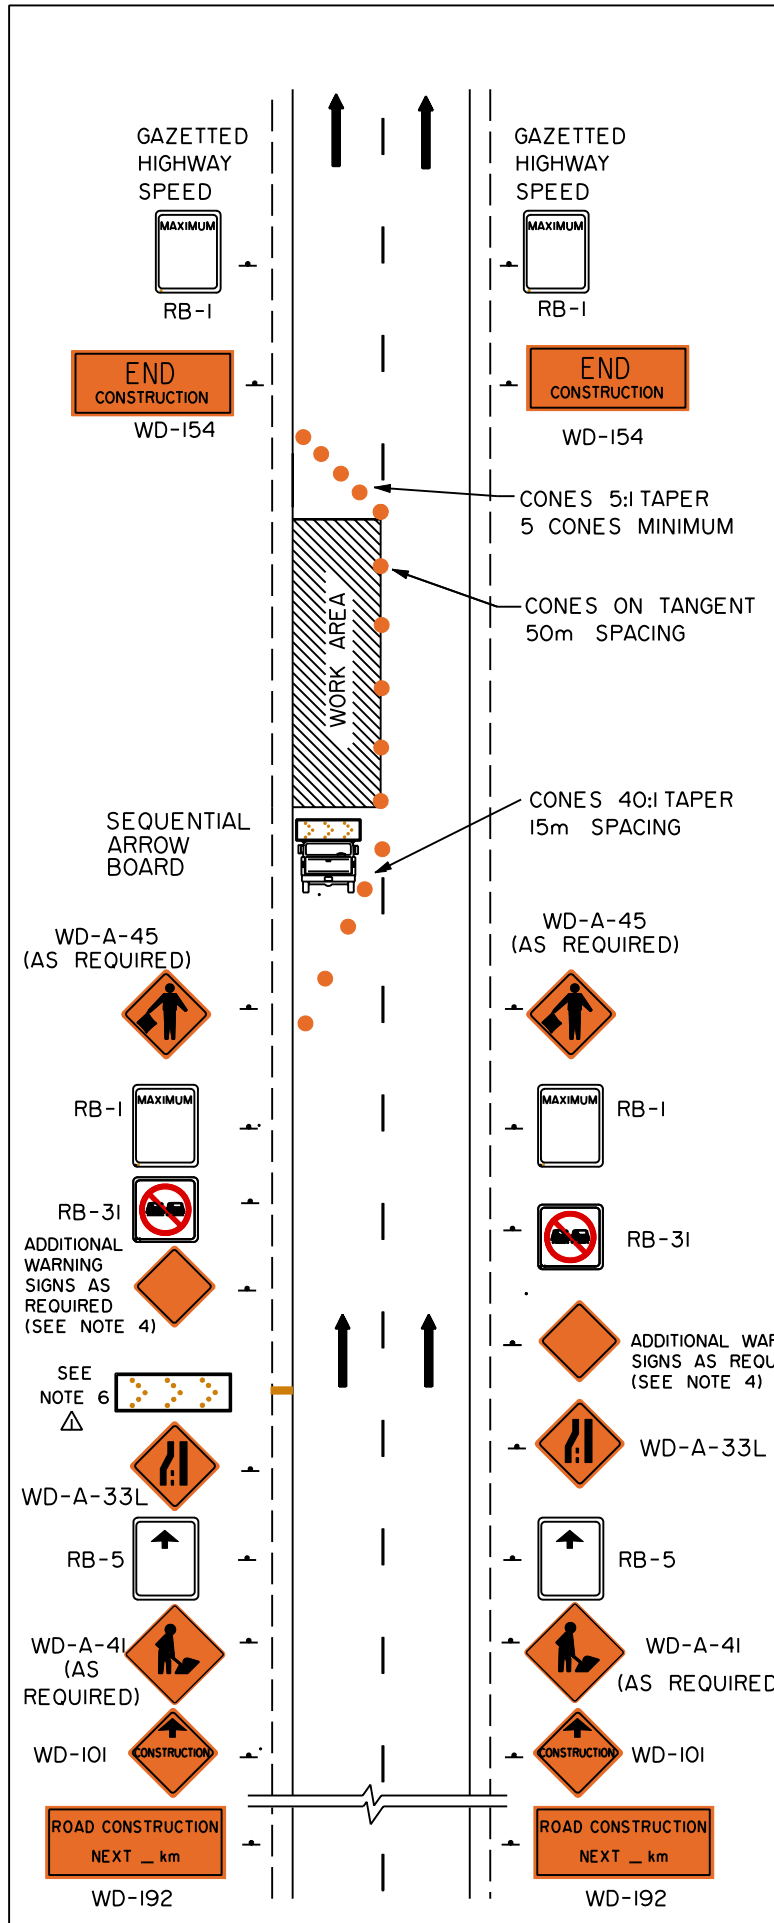 GAZETTED
HIGHWAY
SPEED
MAXIMUM
RB-1
GAZETTED
HIGHWAY
SPEED
MAXIMUM
RB-1
END
CONSTRUCTION
WD-154
END
CONSTRUCTION
WD-154
CONES 5:1 TAPER
5 CONES MINIMUM
CONES ON TANGENT
50m SPACING
WORK AREA
CONES 40:1 TAPER
15m SPACING
SEQUENTIAL
ARROW
BOARD
WD-A-45
(AS REQUIRED)
WD-A-45
(AS REQUIRED)
RB-1
MAXIMUM
MAXIMUM
RB-1
RB-31
RB-31
ADDITIONAL
WARNING
SIGNS AS
REQUIRED
(SEE NOTE 4)
ADDITIONAL
SIGNS AS
(SEE NOTE 4)
SEE
NOTE 6
1
WD-A-33L
WD-A-33L
RB-5
RB-5
WD-A-41
(AS
REQUIRED)
WD-A-41
(AS REQUIRED
WD-101
CONSTRUCTION
CONSTRUCTION
WD-101
ROAD CONSTRUCTION
NEXT _ km
WD-192
ROAD CONSTRUCTION
NEXT _ km
WD-192